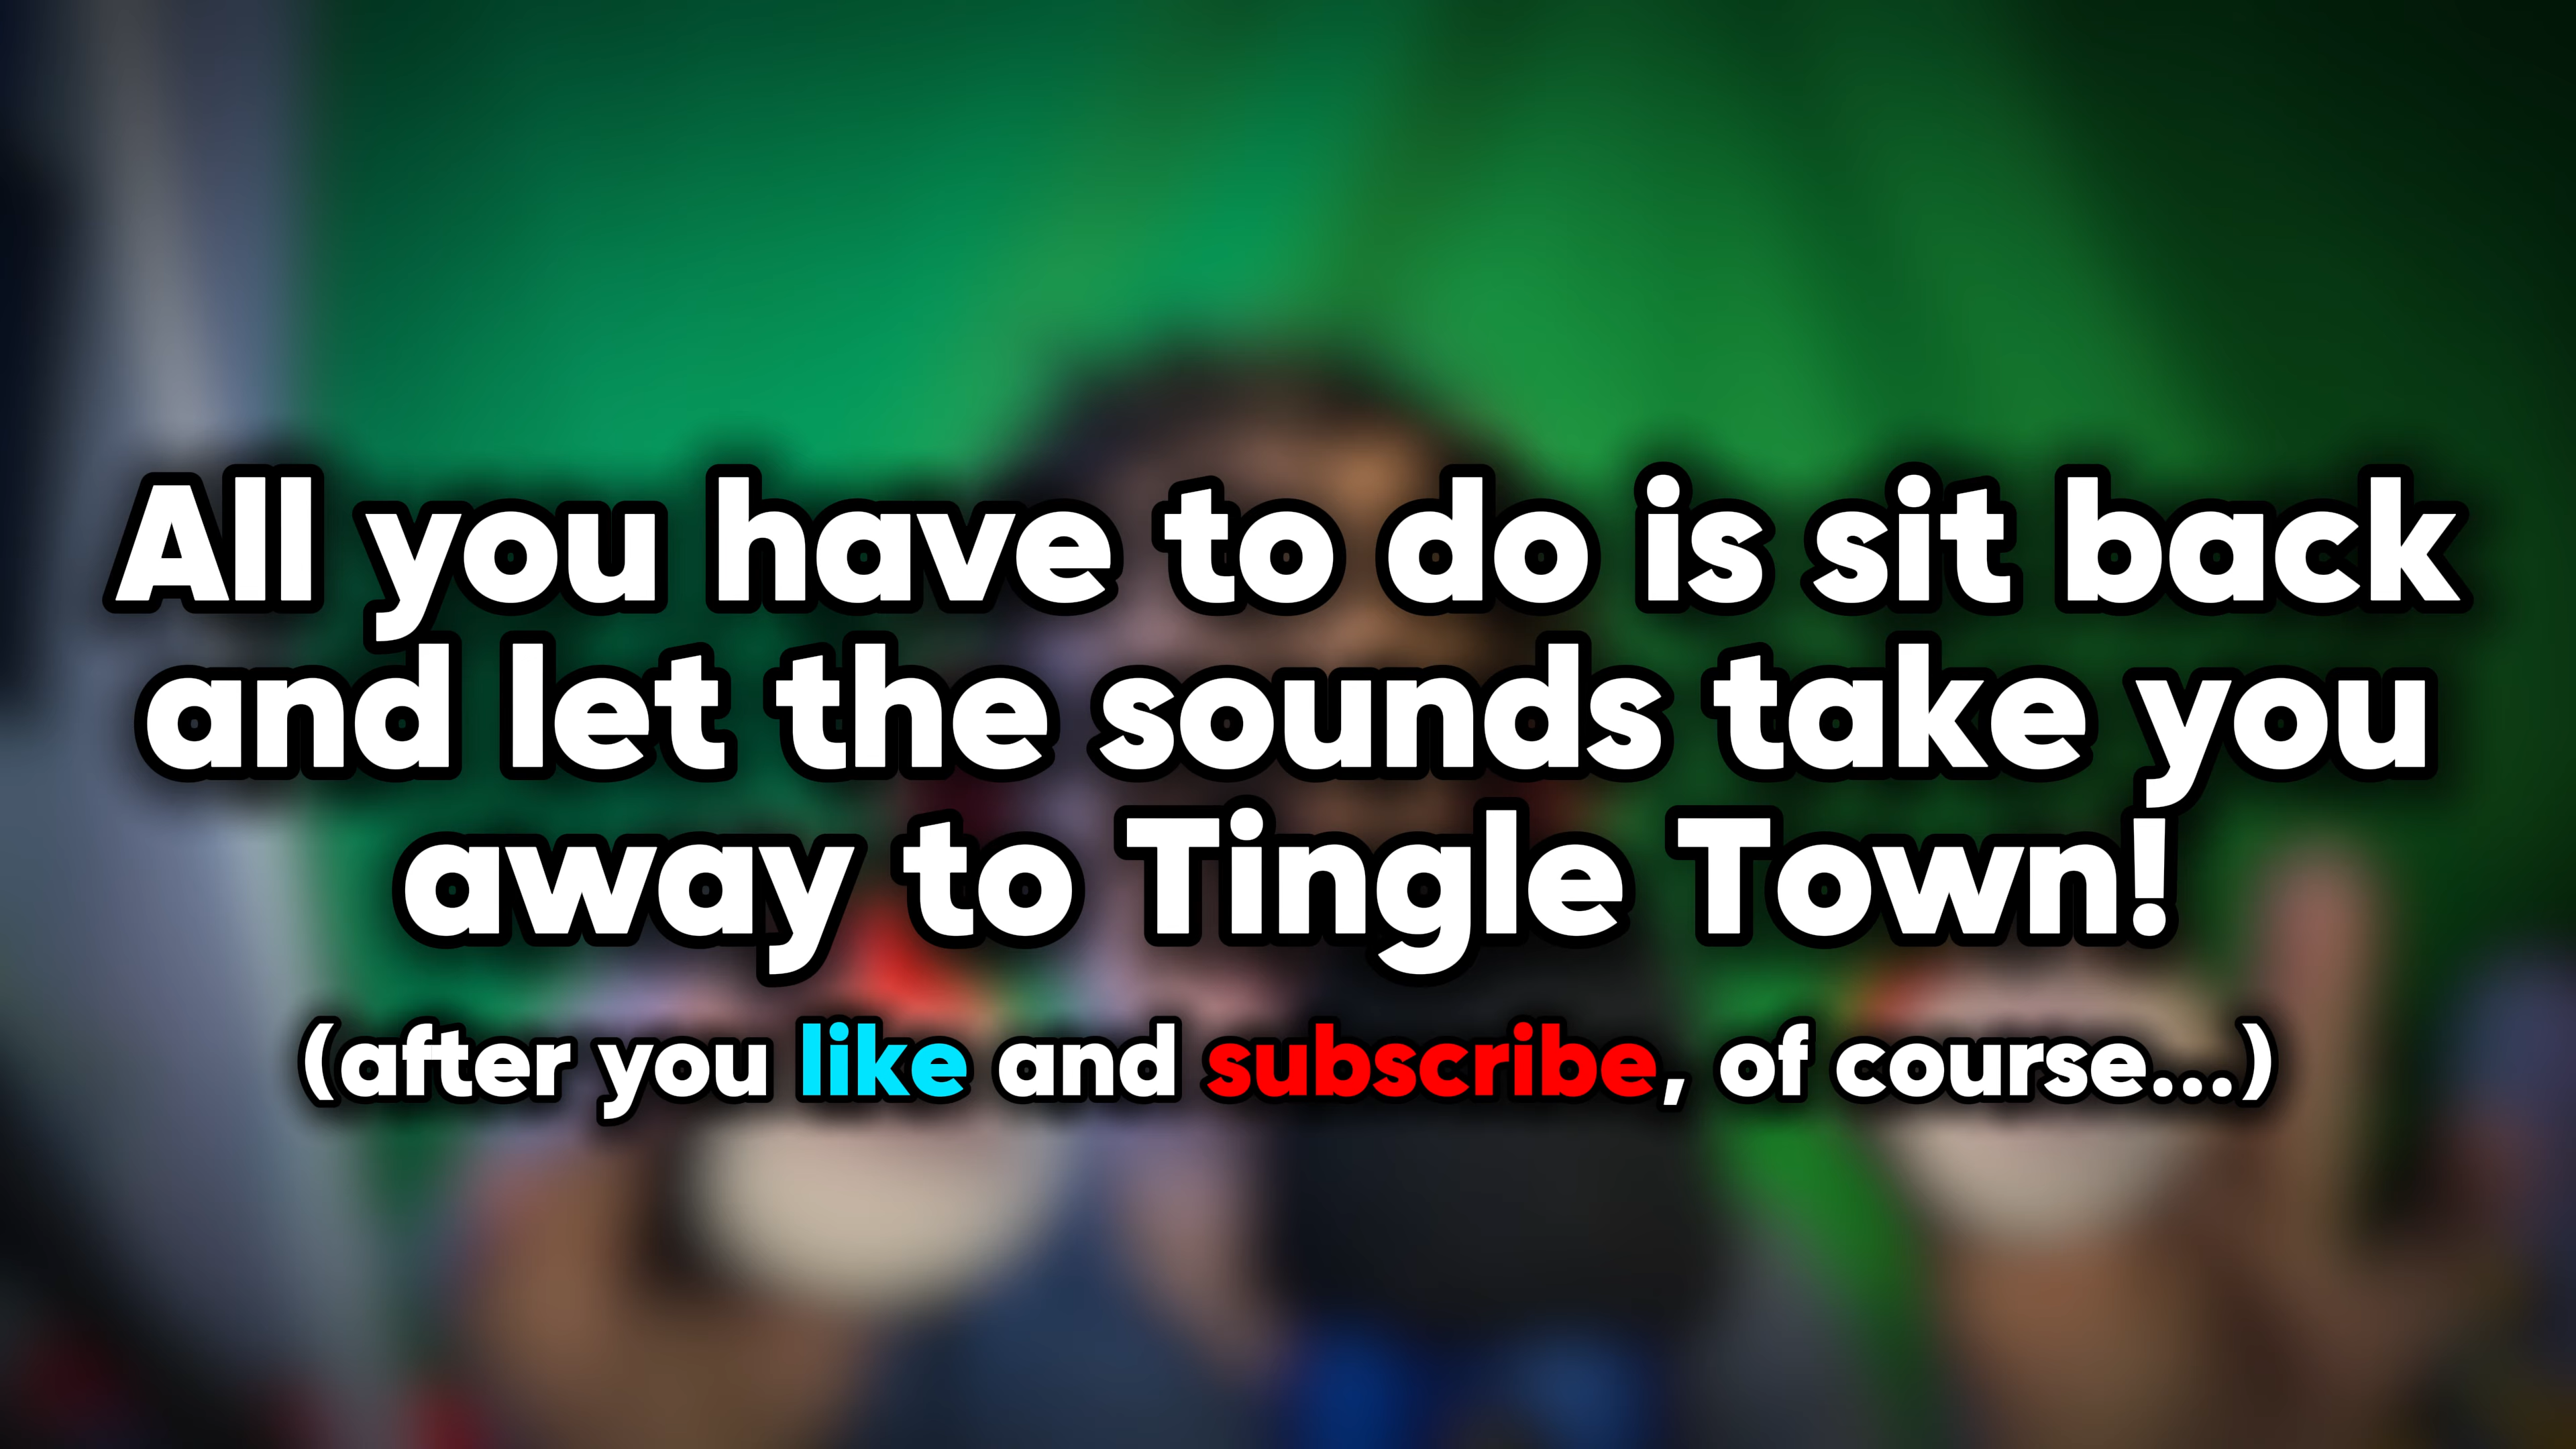 All you have to do is sit back
and let the sounds take you
away to Tingle Town!
(after you like and subscribe, of course...)